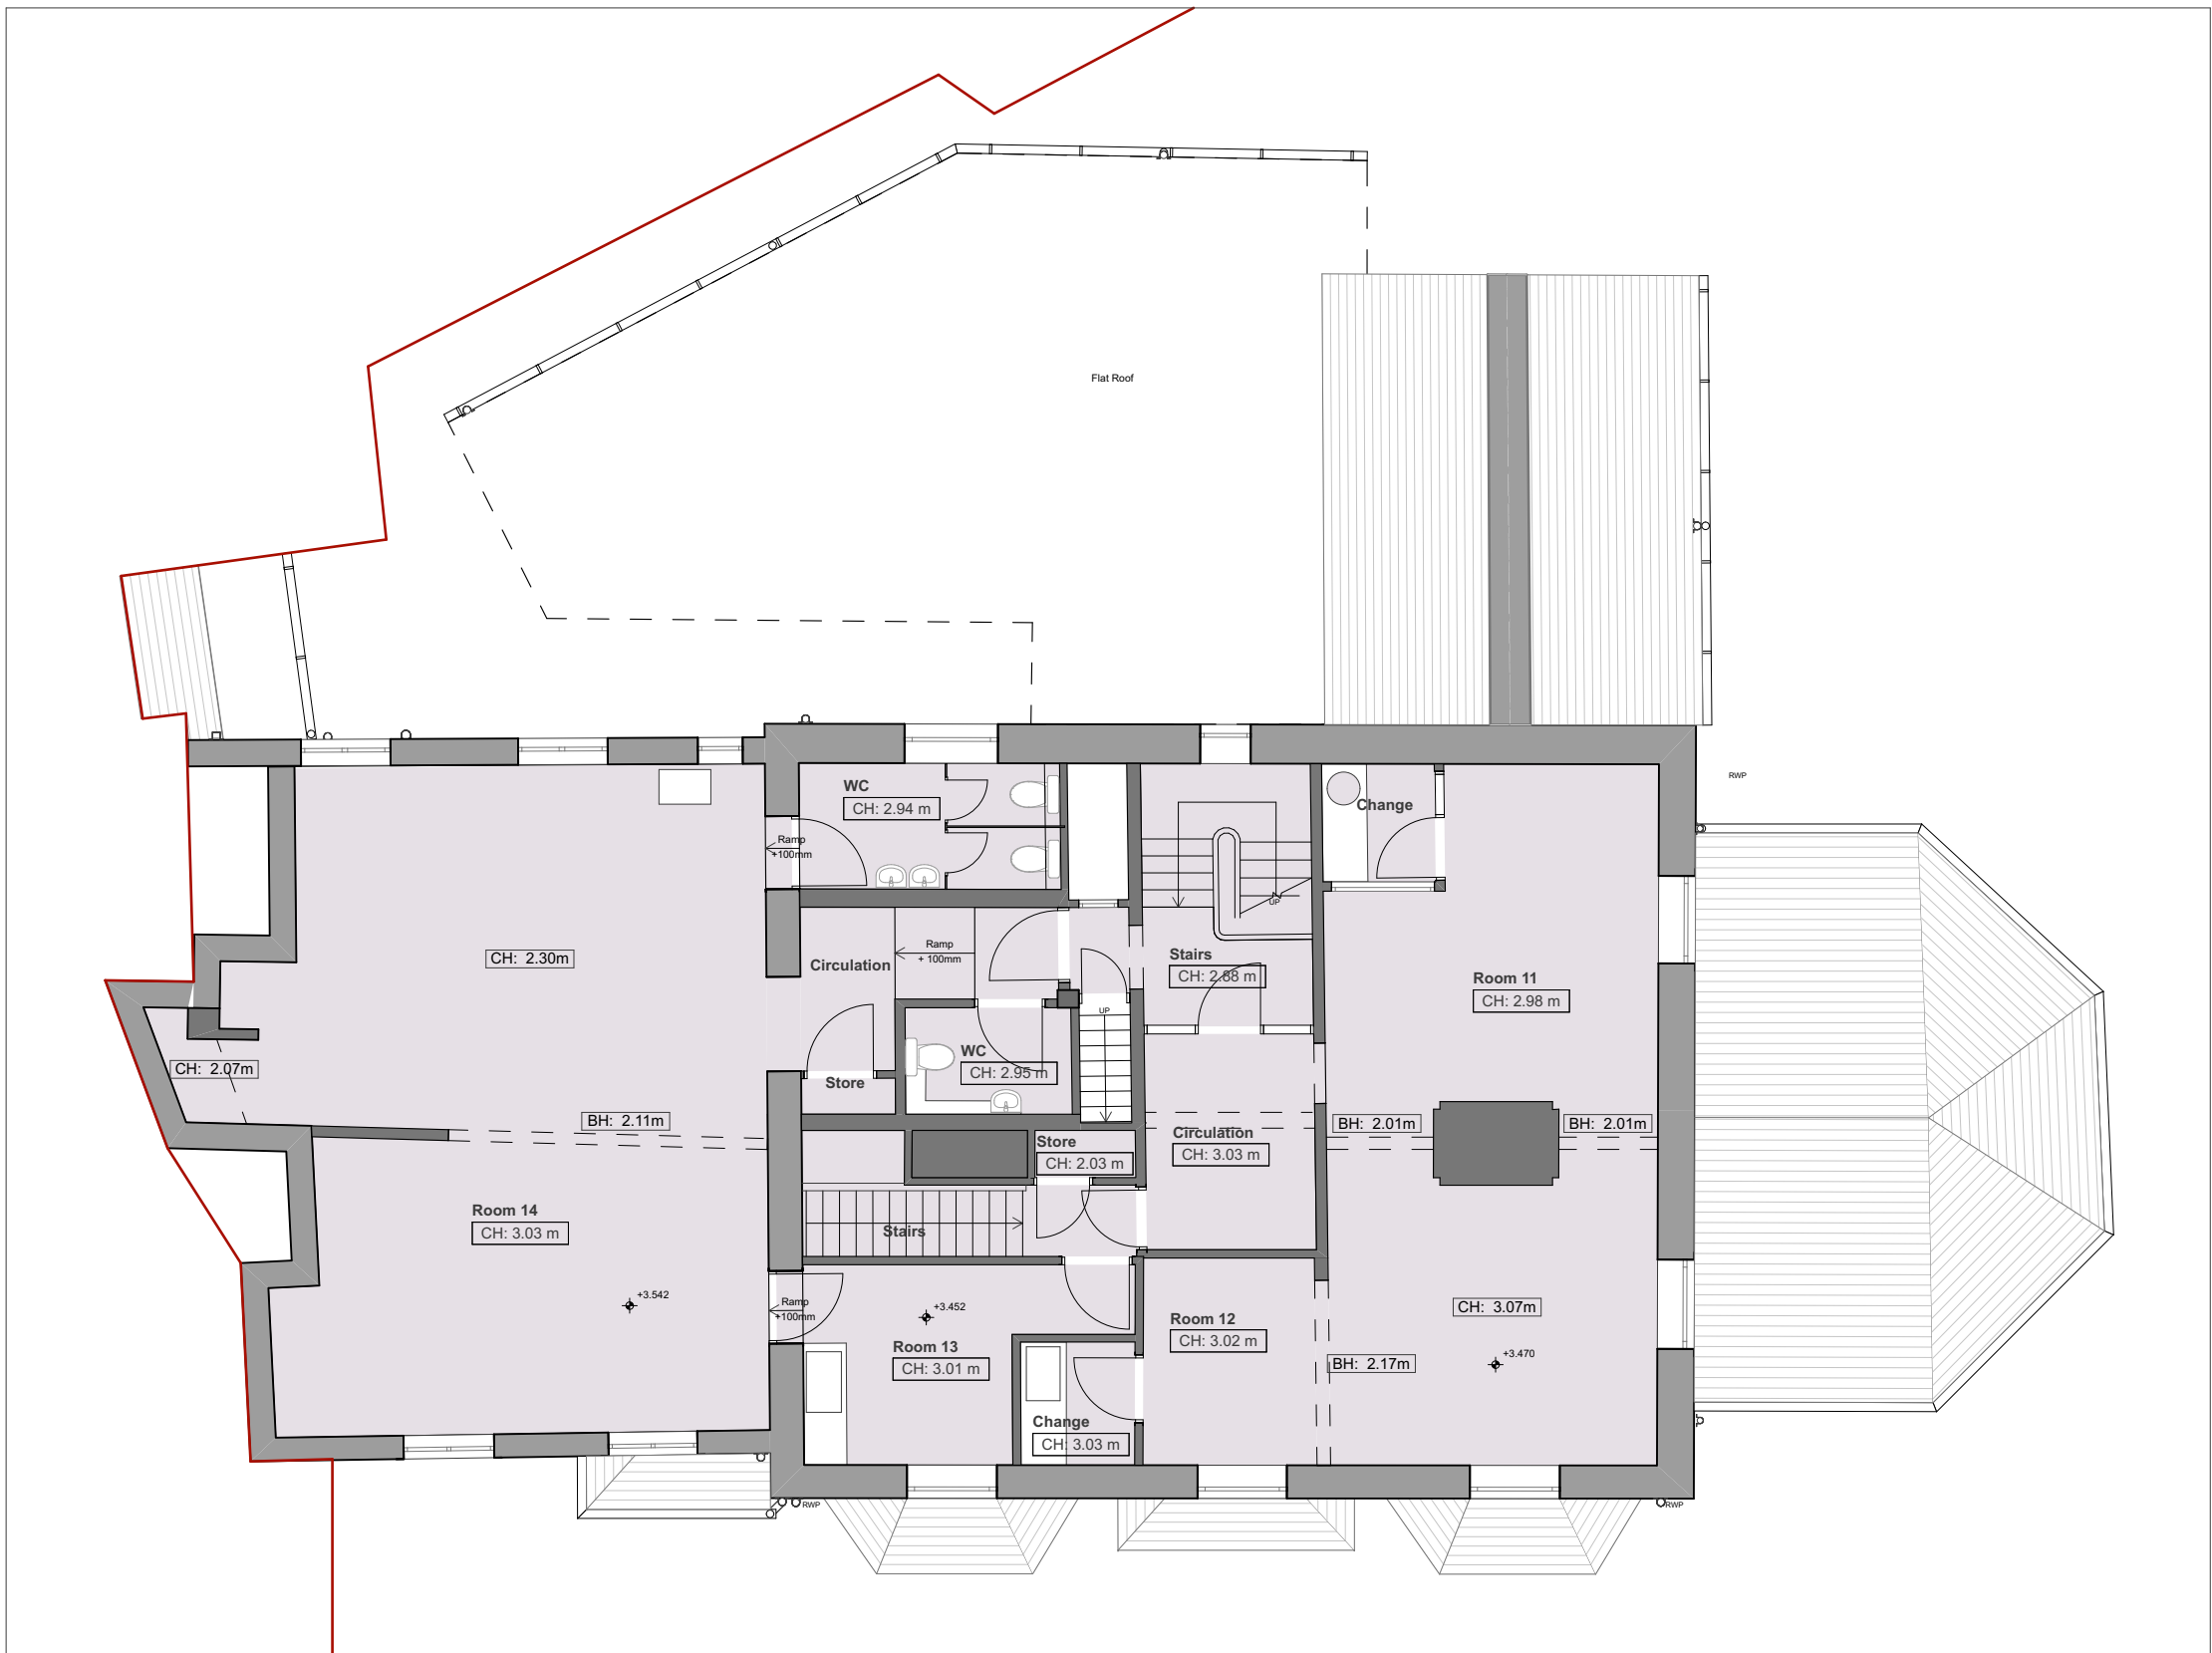 Flat Roof
RWP
WC
CH: 2.94 m
Change
Ramp
+100mm
UP
Ramp
+ 100mm
Circulation
Stairs
CH: 2.88 m
CH:  2.30m
Room 11
CH: 2.98 m
UP
WC
CH: 2.95 m
CH:  2.07m
Store
BH:  2.11m
BH:  2.01m
BH:  2.01m
Circulation
CH: 3.03 m
Store
CH: 2.03 m
Room 14
CH: 3.03 m
Stairs
+3.542
Ramp
+100mm
+3.452
CH:  3.07m
Room 12
CH: 3.02 m
Room 13
CH: 3.01 m
BH:  2.17m
+3.470
Change
CH: 3.03 m
RWP
RWP